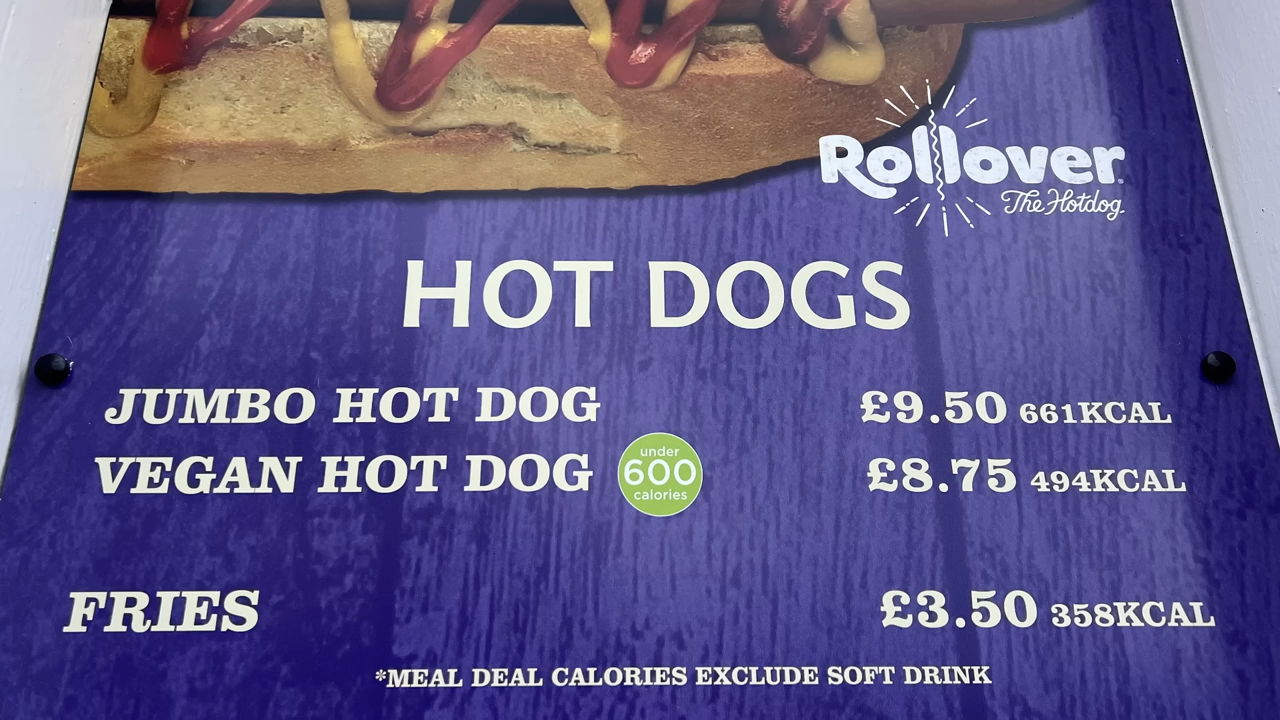 Rollover
The Hotdog
HOT DOGS
JUMBO HOT DOG £9.50 661KCAL
VEGAN HOT DOG under 600 calories £8.75 494KCAL
FRIES £3.50 358KCAL
*MEAL DEAL CALORIES EXCLUDE SOFT DRINK